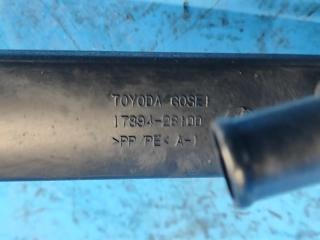 TOYODA GOSEI
17894-28100
>PP/PE< A-1